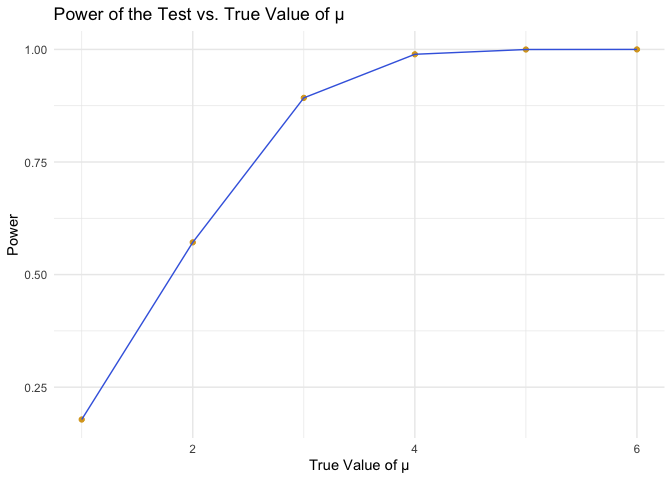 Power of the Test vs. True Value of μ
1.00
0.75
0.50
0.25
Power
2 4 6
True Value of μ